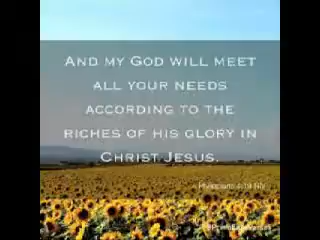 And my God will meet
all your needs
according to the
riches of his glory in
Christ Jesus.